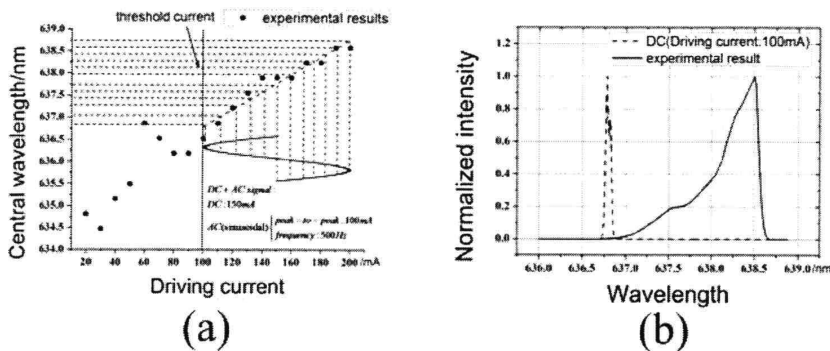 threshold current
experimental results
Central wavelength/nm
639.0
638.5
638.0
637.5
637.0
636.5
636.0
635.5
635.0
634.5
634.0
DC + AC signal
DC : 150mA
AC(sinusoidal) peak - to - peak : 100mA
frequency : 500Hz
20 40 60 80 100 120 140 160 180 200 /mA
Driving current
(a)
DC(Driving current:100mA)
experimental result
Normalized intensity
1.2
1.0
0.8
0.6
0.4
0.2
0.0
636.0 636.5 637.0 637.5 638.0 638.5 639.0 /nm
Wavelength
(b)